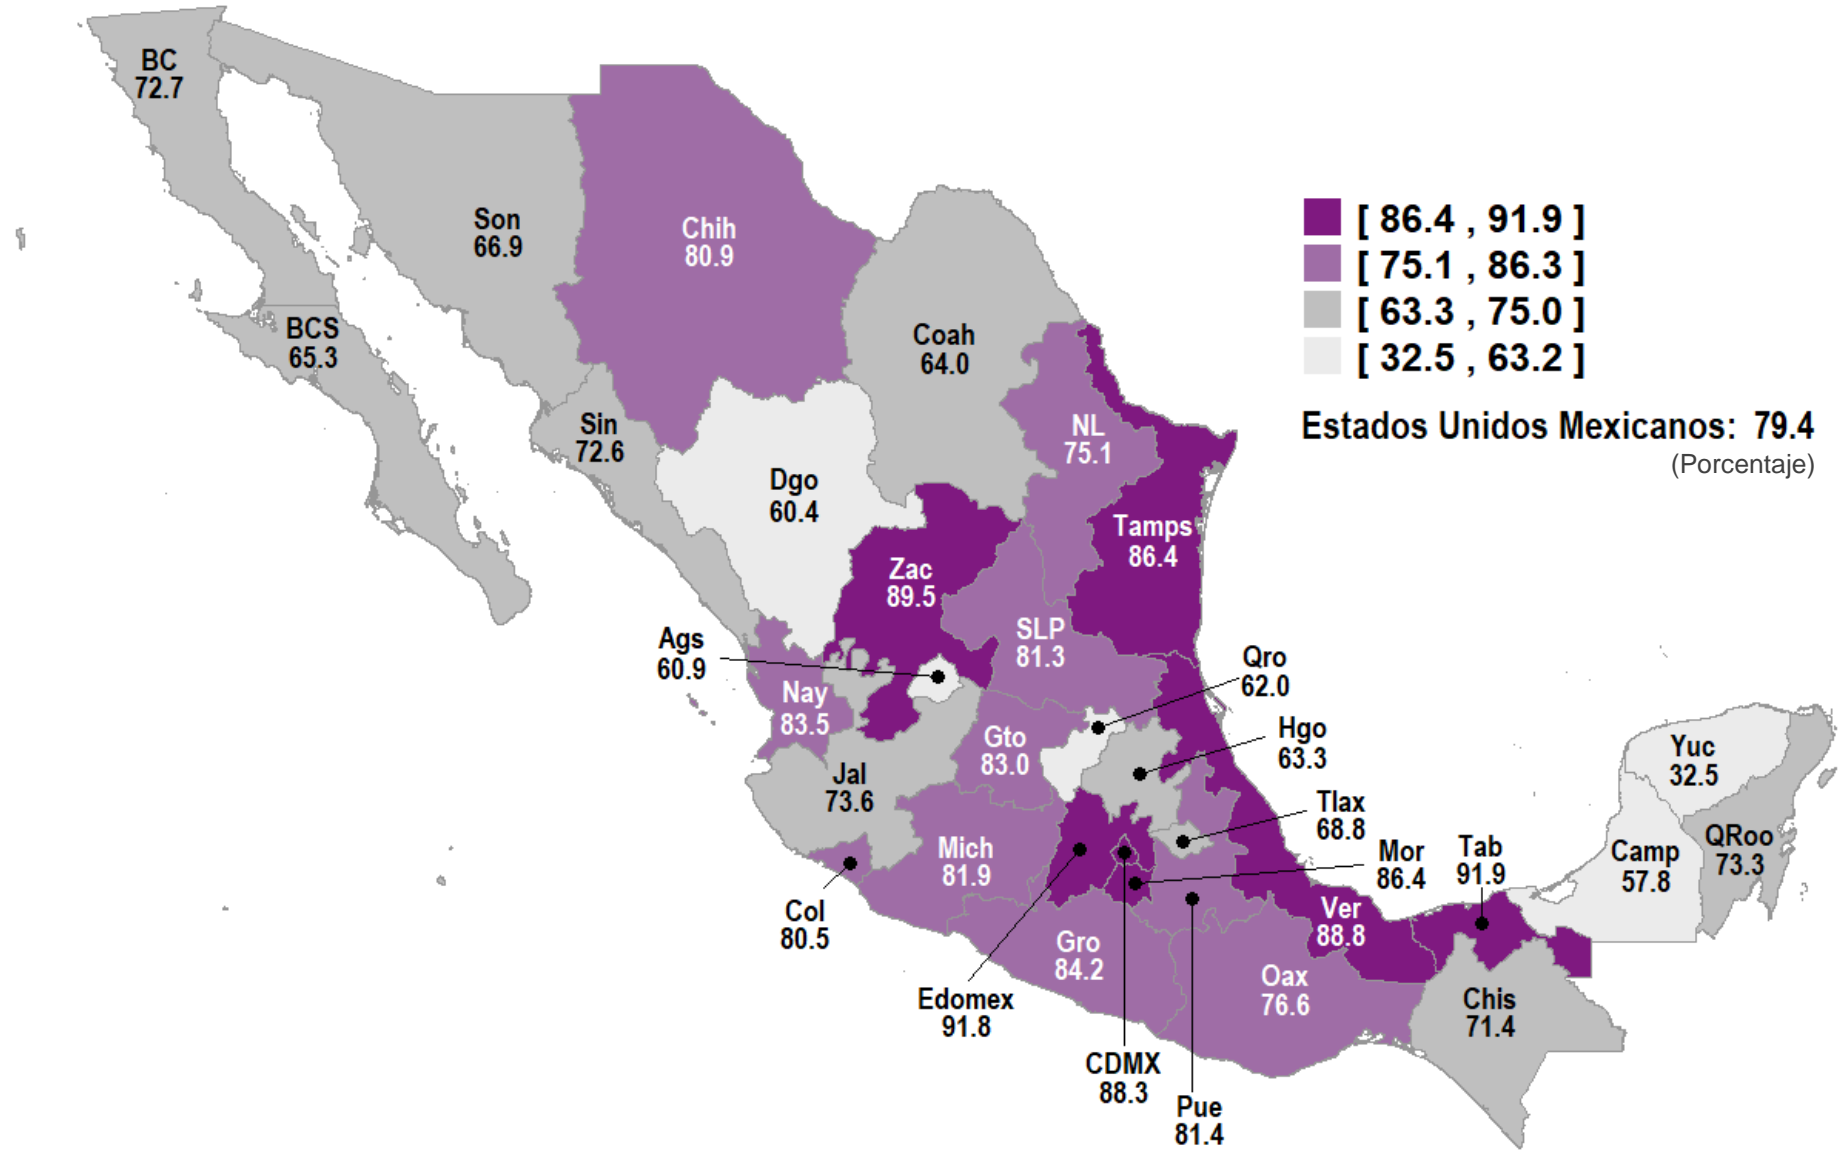 BC
72.7
Son
66.9
Chih
80.9
BCS
65.3
Coah
64.0
Sin
72.6
NL
75.1
Dgo
60.4
Tamps
86.4
Zac
89.5
SLP
81.3
Ags
60.9
Nay
83.5
Qro
62.0
Gto
83.0
Hgo
63.3
Jal
73.6
Tlax
68.8
Mich
81.9
Mor
86.4
Tab
91.9
Yuc
32.5
QRoo
73.3
Camp
57.8
Col
80.5
Ver
88.8
Gro
84.2
Oax
76.6
Edomex
91.8
Chis
71.4
CDMX
88.3
Pue
81.4
[ 86.4 , 91.9 ]
[ 75.1 , 86.3 ]
[ 63.3 , 75.0 ]
[ 32.5 , 63.2 ]
Estados Unidos Mexicanos: 79.4
(Porcentaje)